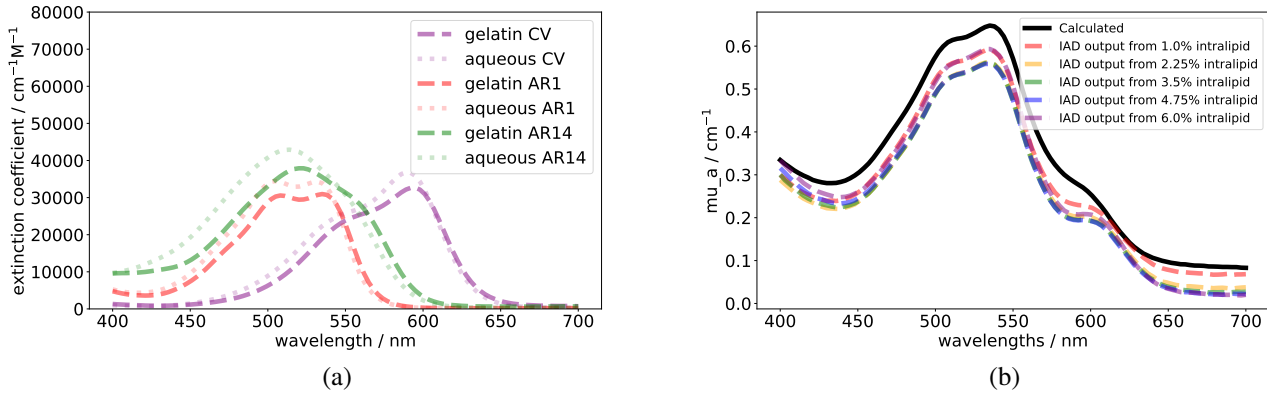 80000
70000
60000
50000
40000
30000
20000
10000
0
extinction coefficient / cm⁻¹M⁻¹
400 450 500 550 600 650 700
wavelength / nm
gelatin CV
aqueous CV
gelatin AR1
aqueous AR1
gelatin AR14
aqueous AR14
(a)
0.6
0.5
0.4
0.3
0.2
0.1
0.0
mu_a / cm⁻¹
400 450 500 550 600 650 700
wavelengths / nm
Calculated
IAD output from 1.0% intralipid
IAD output from 2.25% intralipid
IAD output from 3.5% intralipid
IAD output from 4.75% intralipid
IAD output from 6.0% intralipid
(b)